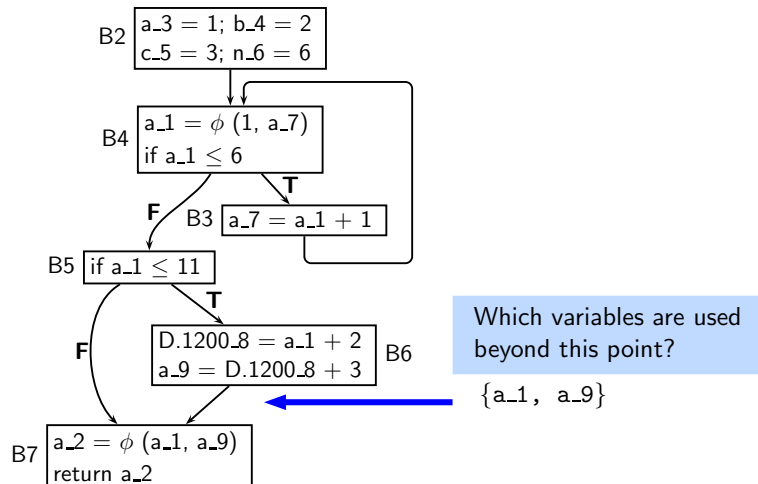 B2
a_3 = 1; b_4 = 2
c_5 = 3; n_6 = 6
B4
a_1 = ϕ (1, a_7)
if a_1 ≤ 6
F
T
B3
a_7 = a_1 + 1
B5
if a_1 ≤ 11
F
T
D.1200_8 = a_1 + 2
a_9 = D.1200_8 + 3
B6
Which variables are used
beyond this point?
{a_1, a_9}
B7
a_2 = ϕ (a_1, a_9)
return a_2